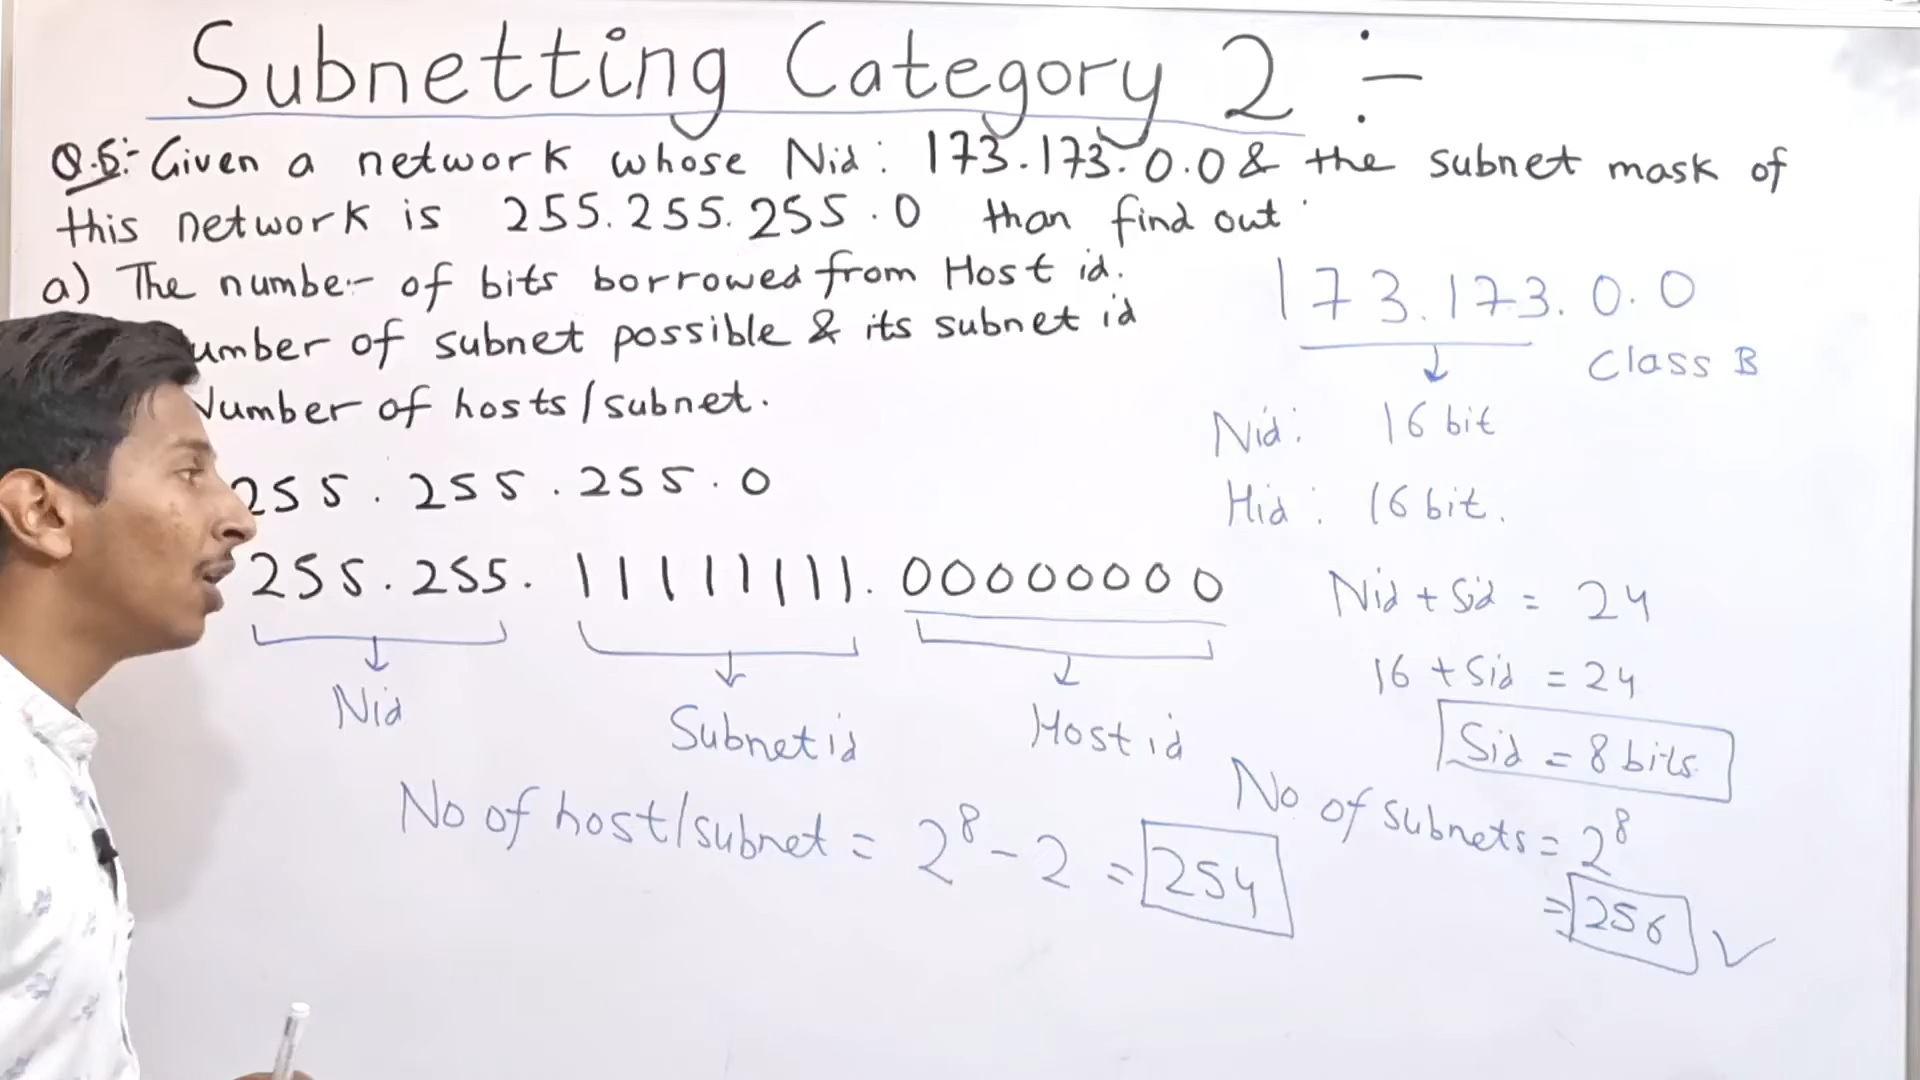 Subnetting Category 2 :-
Q.5:- Given a network whose Nid: 173.173.0.0 & the subnet mask of
this network is 255.255.255.0 than find out
a) The number of bits borrowed from Host id.
umber of subnet possible & its subnet id
Number of hosts/subnet.
255.255.255.0
255.255.11111111.00000000
Nid
Subnet id
Host id
No of host/subnet = 2^8 - 2 = 254
173.173.0.0
Class B
Nid: 16 bit
Hid: 16 bit.
Nid + Sid = 24
16 + Sid = 24
Sid = 8 bits
No of subnets = 2^8
= 256 ✓